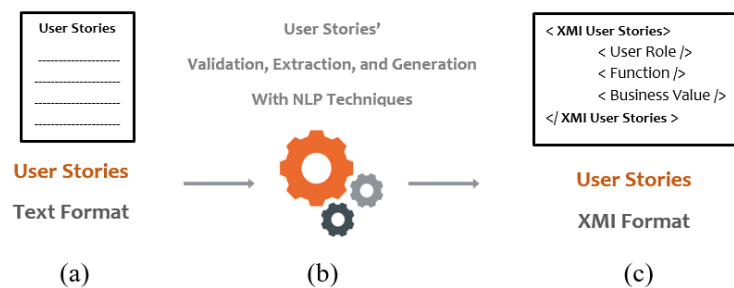 User Stories
---------------------
---------------------
---------------------
---------------------
User Stories
Text Format
(a)
User Stories’
Validation, Extraction, and Generation
With NLP Techniques
(b)
< XMI User Stories>
< User Role />
< Function />
< Business Value />
</ XMI User Stories >
User Stories
XMI Format
(c)